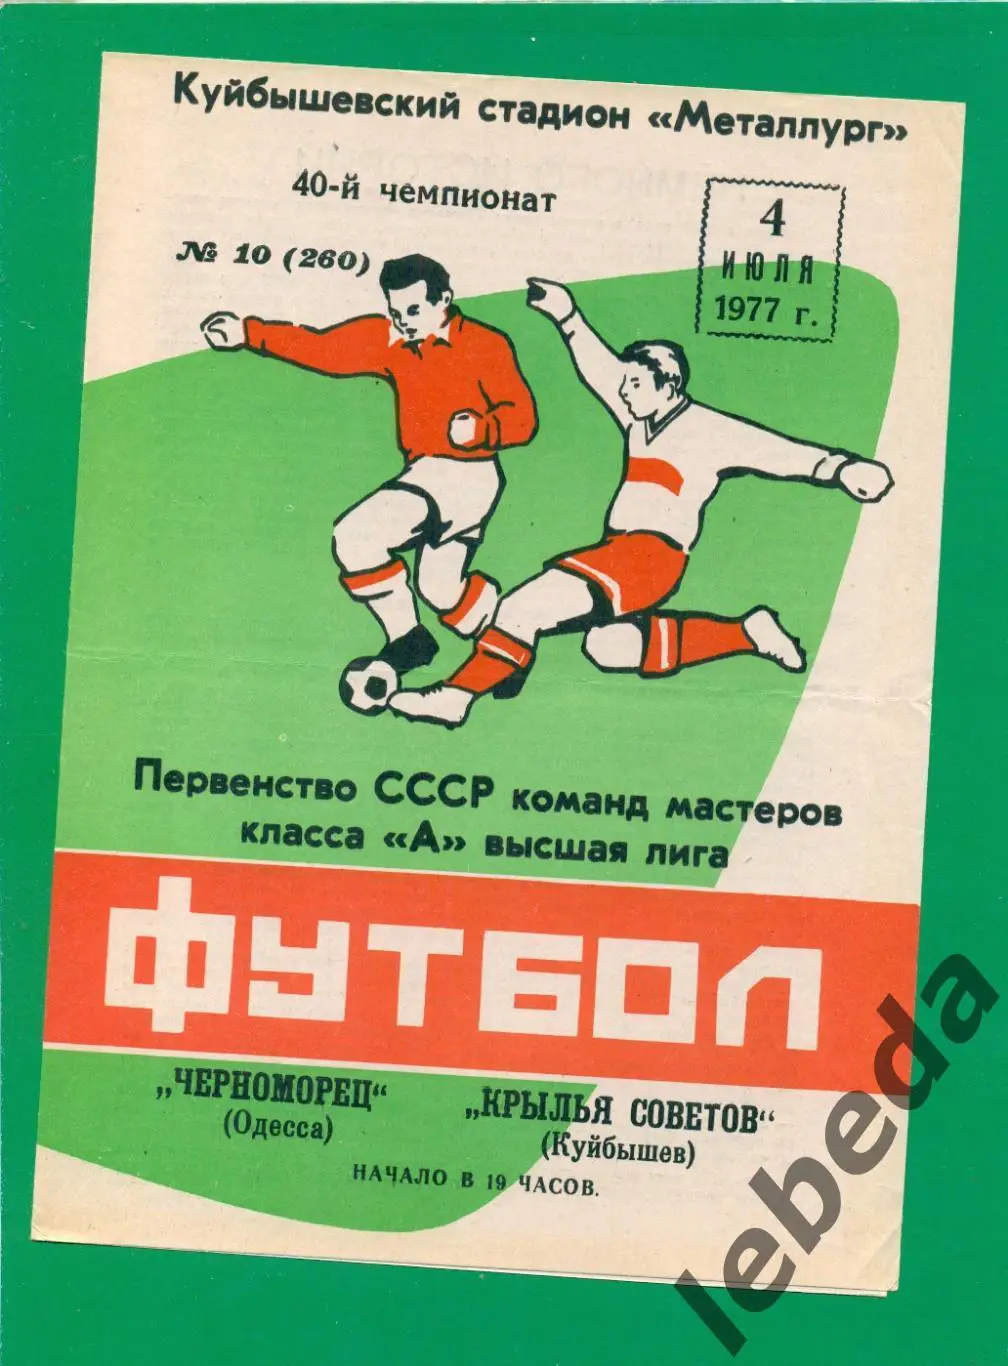 Куйбышевский стадион «Металлург»
40-й чемпионат
№ 10 (260)
4
ИЮЛЯ
1977 г.
Первенство СССР команд мастеров
класса «А» высшая лига
ФУТБОЛ
„ЧЕРНОМОРЕЦ“
(Одесса)
„КРЫЛЬЯ СОВЕТОВ“
(Куйбышев)
НАЧАЛО В 19 ЧАСОВ.
lebeda